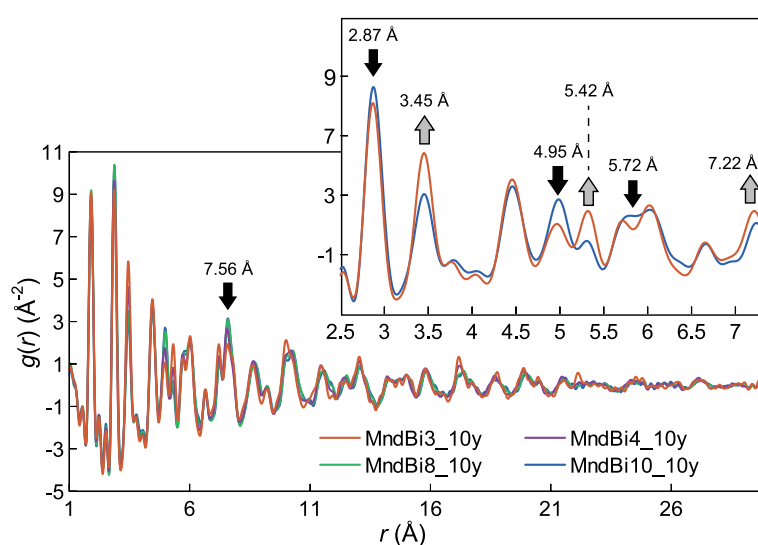 2.87 Å
9
3.45 Å
5.42 Å
7
4.95 Å
5.72 Å
7.22 Å
3
-1
2.5 3 3.5 4 4.5 5 5.5 6 6.5 7
11
9
7
7.56 Å
5
3
1
-1
-3
-5
g(r) (Å⁻²)
MndBi3_10y MndBi4_10y
MndBi8_10y MndBi10_10y
1 6 11 16 21 26
r (Å)